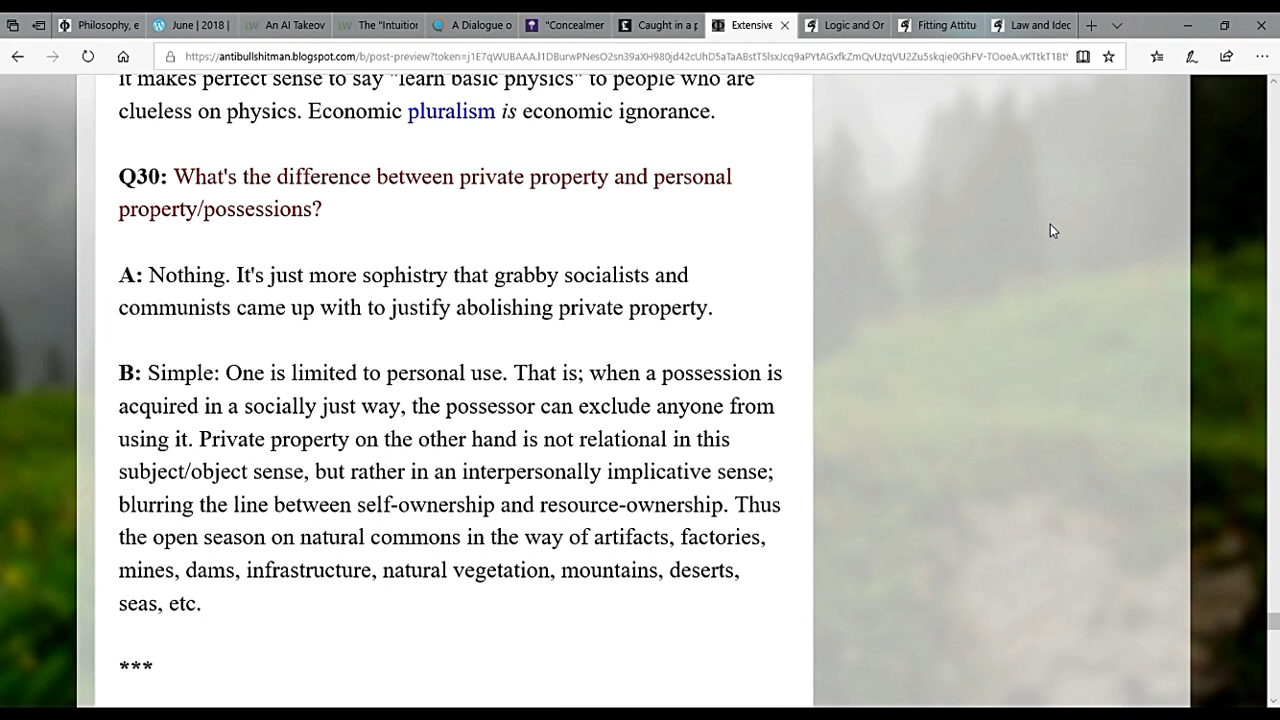 Philosophy, e
June | 2018 |
An AI Takeov
The "Intuition
A Dialogue o
"Concealmer
Caught in a p
Extensive
Logic and Or
Fitting Attitu
Law and Idec
it makes perfect sense to say "learn basic physics" to people who are
clueless on physics. Economic pluralism is economic ignorance.
Q30: What's the difference between private property and personal
property/possessions?
A: Nothing. It's just more sophistry that grabby socialists and
communists came up with to justify abolishing private property.
B: Simple: One is limited to personal use. That is; when a possession is
acquired in a socially just way, the possessor can exclude anyone from
using it. Private property on the other hand is not relational in this
subject/object sense, but rather in an interpersonally implicative sense;
blurring the line between self-ownership and resource-ownership. Thus
the open season on natural commons in the way of artifacts, factories,
mines, dams, infrastructure, natural vegetation, mountains, deserts,
seas, etc.
***